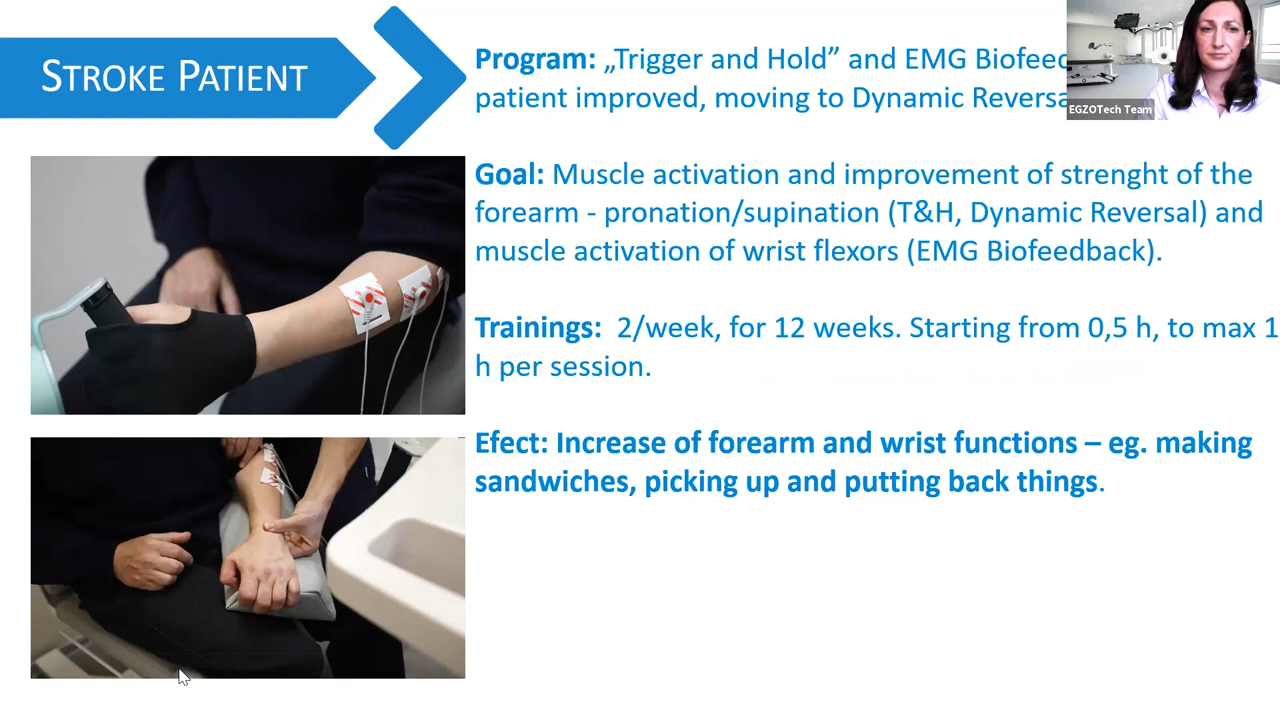 STROKE PATIENT
Program: „Trigger and Hold” and EMG Biofeed
patient improved, moving to Dynamic Reversa
EGZOTech Team
Goal: Muscle activation and improvement of strenght of the
forearm - pronation/supination (T&H, Dynamic Reversal) and
muscle activation of wrist flexors (EMG Biofeedback).
Trainings: 2/week, for 12 weeks. Starting from 0,5 h, to max 1
h per session.
Efect: Increase of forearm and wrist functions – eg. making
sandwiches, picking up and putting back things.